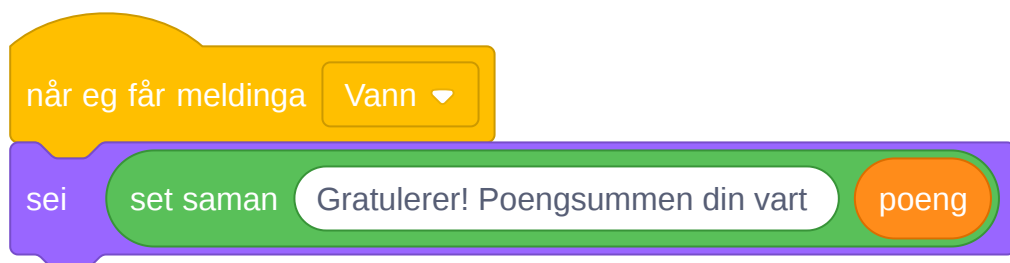 når eg får meldinga Vann
sei set saman Gratulerer! Poengsummen din vart poeng